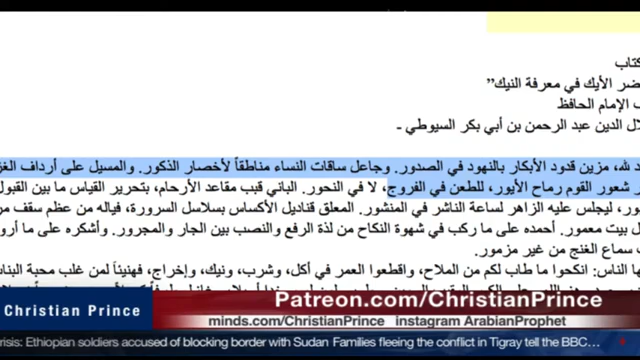 كتاب
ضر الأيك في معرفة النيك"
الإمام الحافظ
لال الدين عبد الرحمن بن أبي بكر السيوطي ـ
لله، مزين قدود الأبكار بالنهود في الصدور. وجاعل ساقات النساء مناطقاً لأخصار الذكور. والمسيل على أرداف
شعور القوم رماح الأيور، للطعن في الفروج، لا في النحور. الباني قبب مقاعد الأرحام، بتحرير القياس ما بين
ليجلس عليه الزاهر لساعة الناشر في المنشور. المعلق قناديل الأكساس بسلاسل السرورة، فياله من عظم سقف
بيت معمور. أحمده على ما ركب في شهوة النكاح من لذة الرفع والنصب بين الجار والمجرور. وأشكره على ما
سماع الغنج من غير مزمور.
الناس: انكحوا ما طاب لكم من الملاح، واقطعوا العمر في أكل، وشرب، ونيك، وإخراج، فهنيئاً لمن غلب محبة
Christian Prince
Patreon.com/ChristianPrince
minds.com/ChristianPrince instagram ArabianProphet
risis: Ethiopian soldiers accused of blocking border with Sudan Families fleeing the conflict in Tigray tell the BBC…